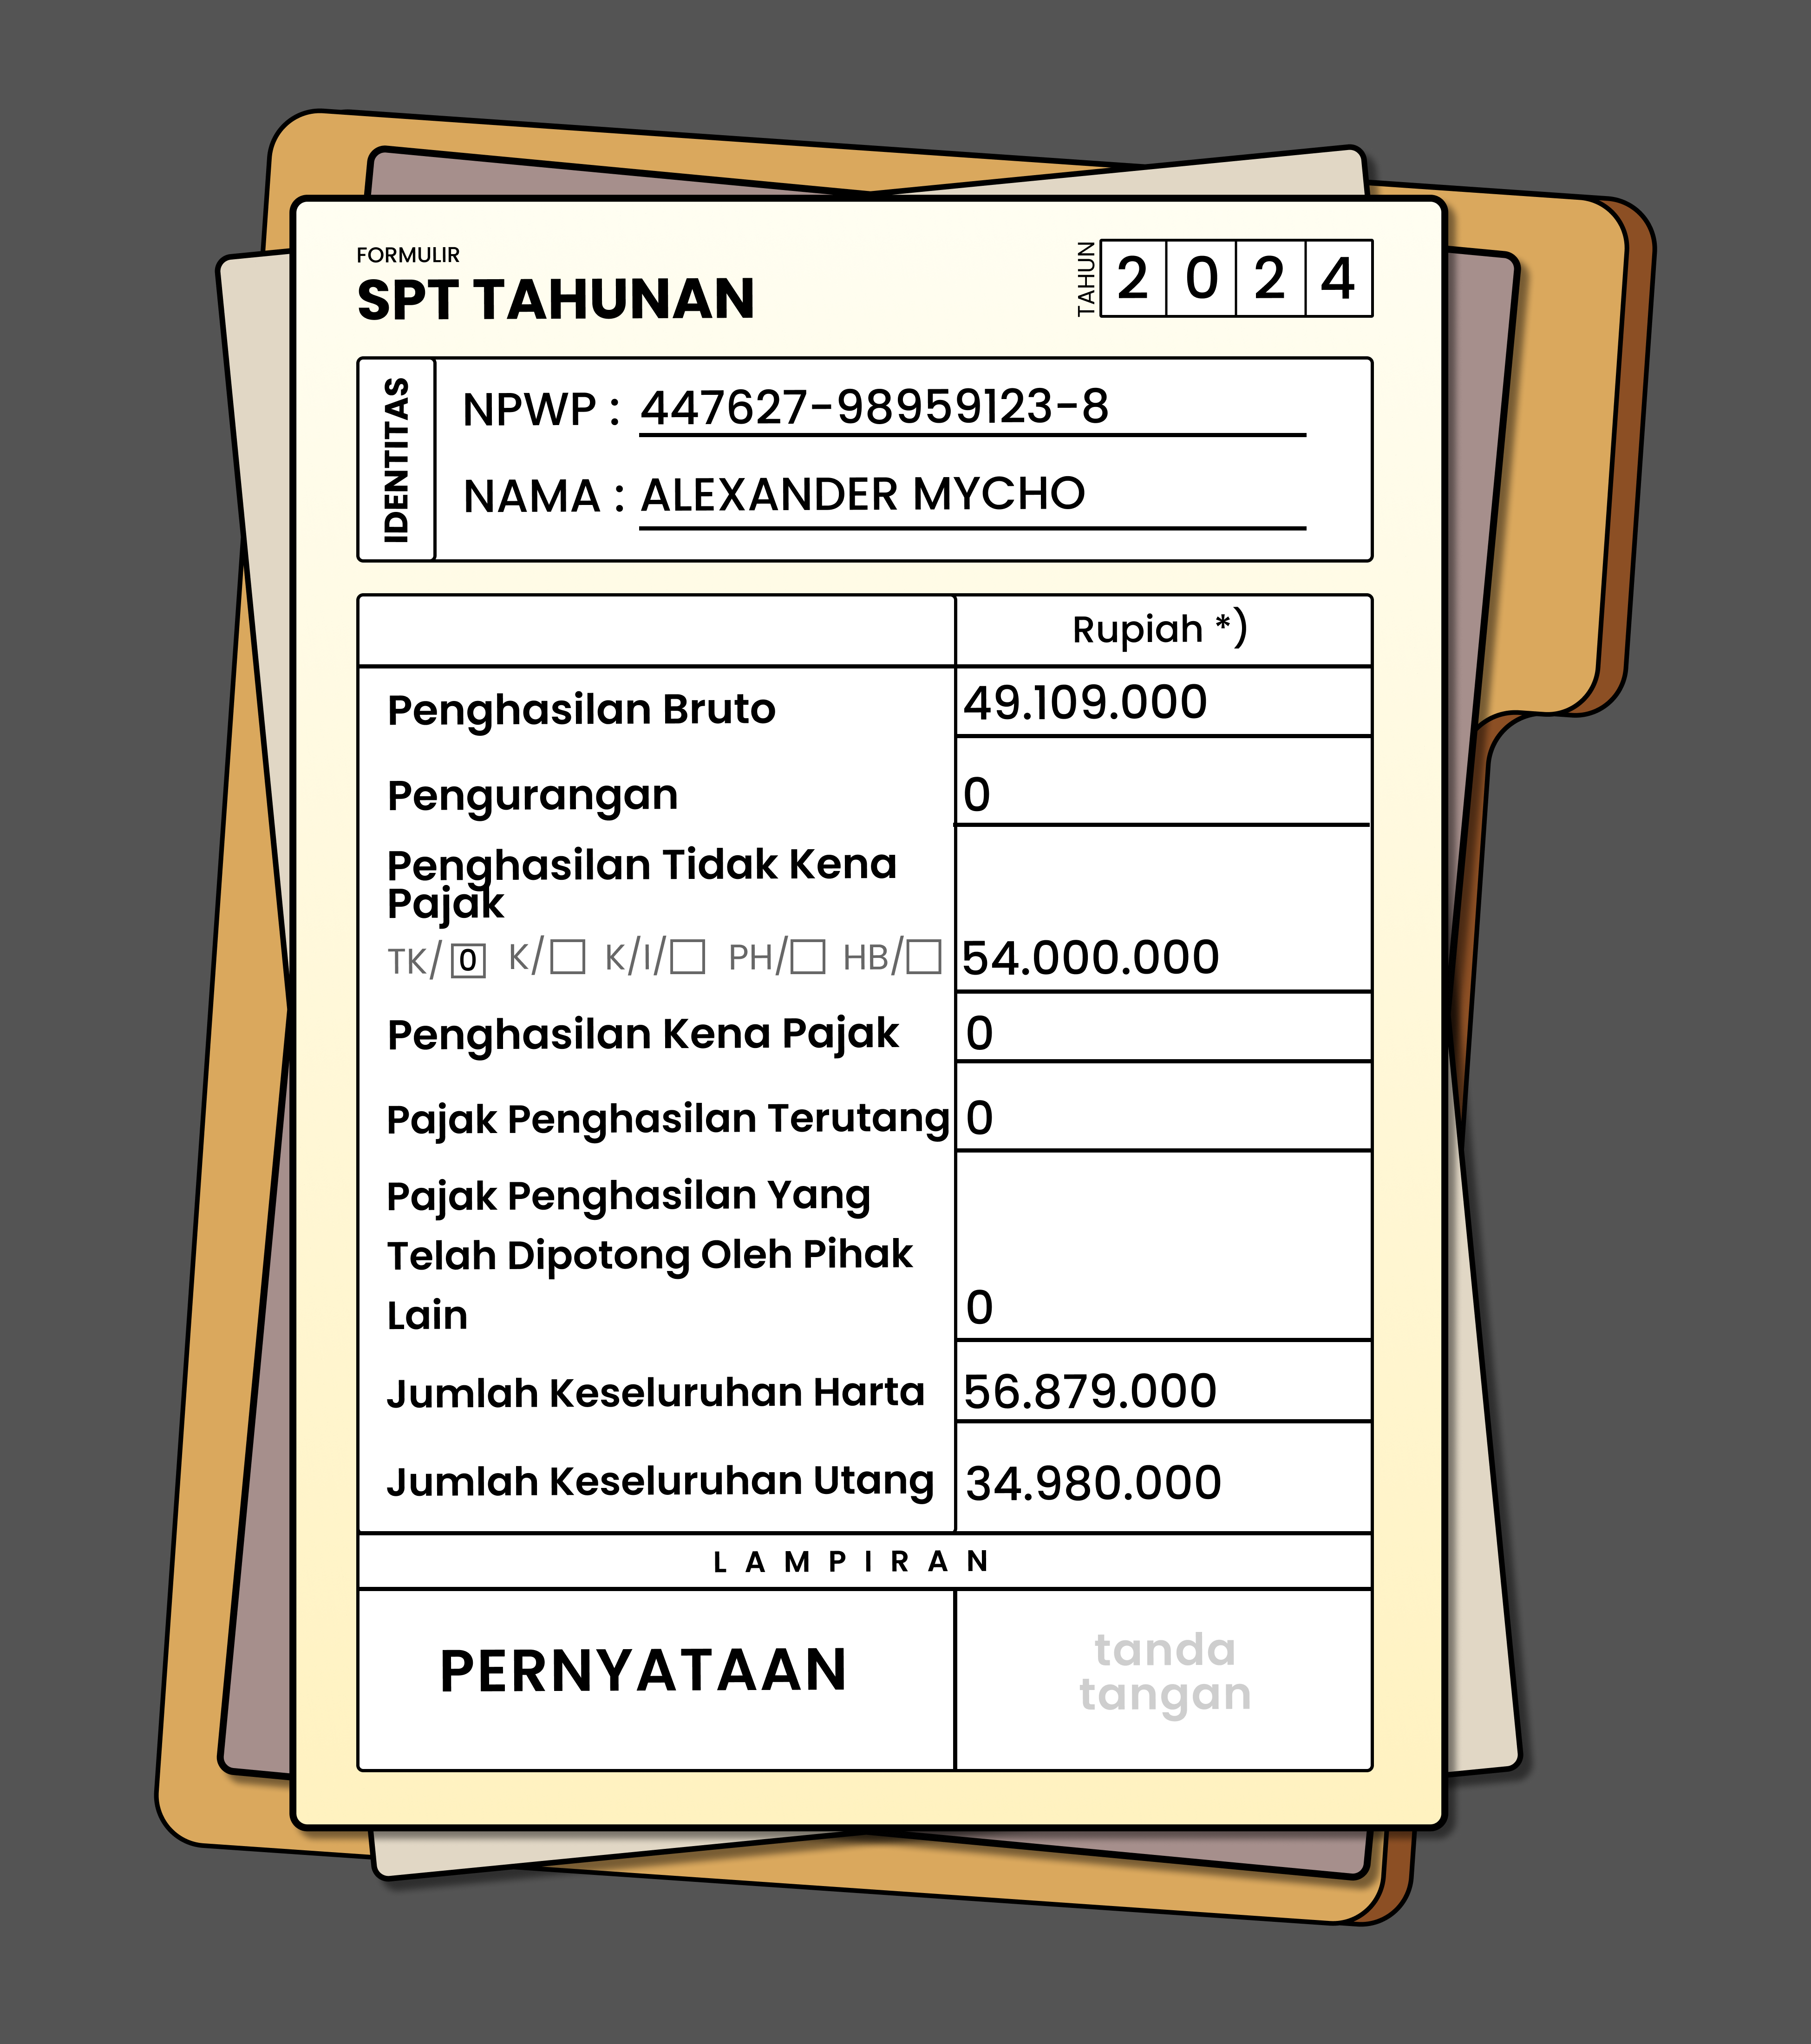 FORMULIR
SPT TAHUNAN
TAHUN 2 0 2 4
IDENTITAS
NPWP : 447627-98959123-8
NAMA : ALEXANDER MYCHO
Rupiah *)
Penghasilan Bruto 49.109.000
Pengurangan 0
Penghasilan Tidak Kena
Pajak
TK/ 0 K/ K/I/ PH/ HB/ 54.000.000
Penghasilan Kena Pajak 0
Pajak Penghasilan Terutang 0
Pajak Penghasilan Yang
Telah Dipotong Oleh Pihak
Lain 0
Jumlah Keseluruhan Harta 56.879.000
Jumlah Keseluruhan Utang 34.980.000
LAMPIRAN
PERNYATAAN
tanda
tangan